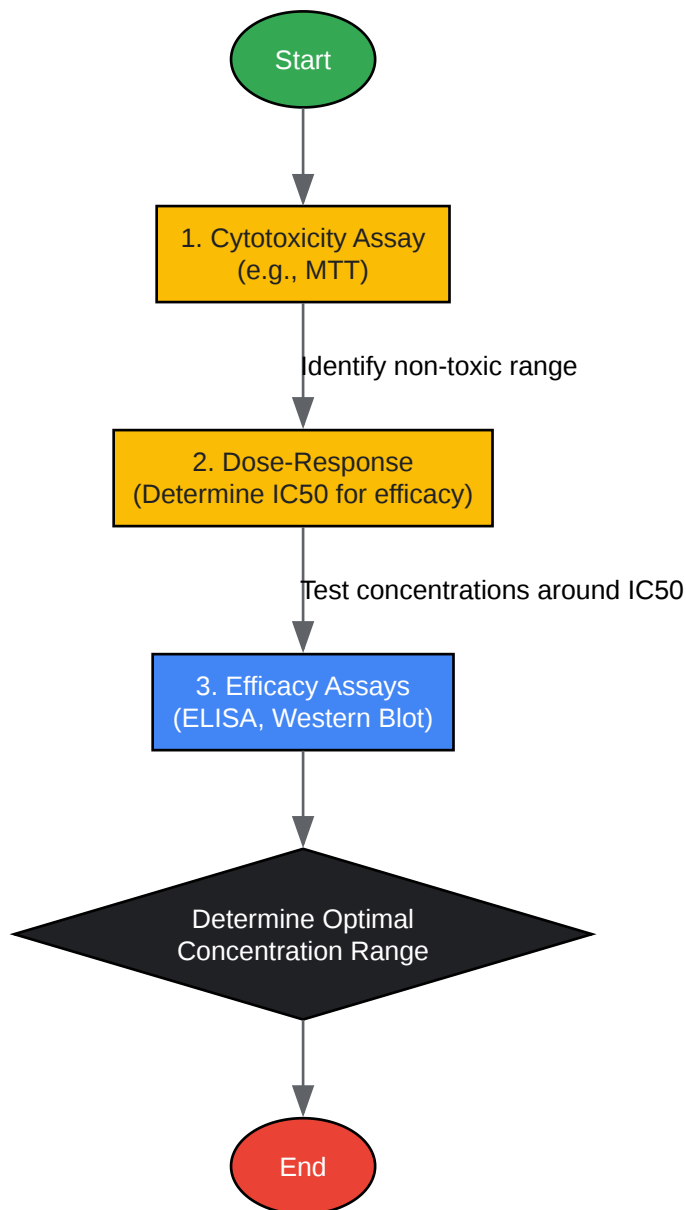 Start
1. Cytotoxicity Assay
(e.g., MTT)
Identify non-toxic range
2. Dose-Response
(Determine IC50 for efficacy)
Test concentrations around IC50
3. Efficacy Assays
(ELISA, Western Blot)
Determine Optimal
Concentration Range
End